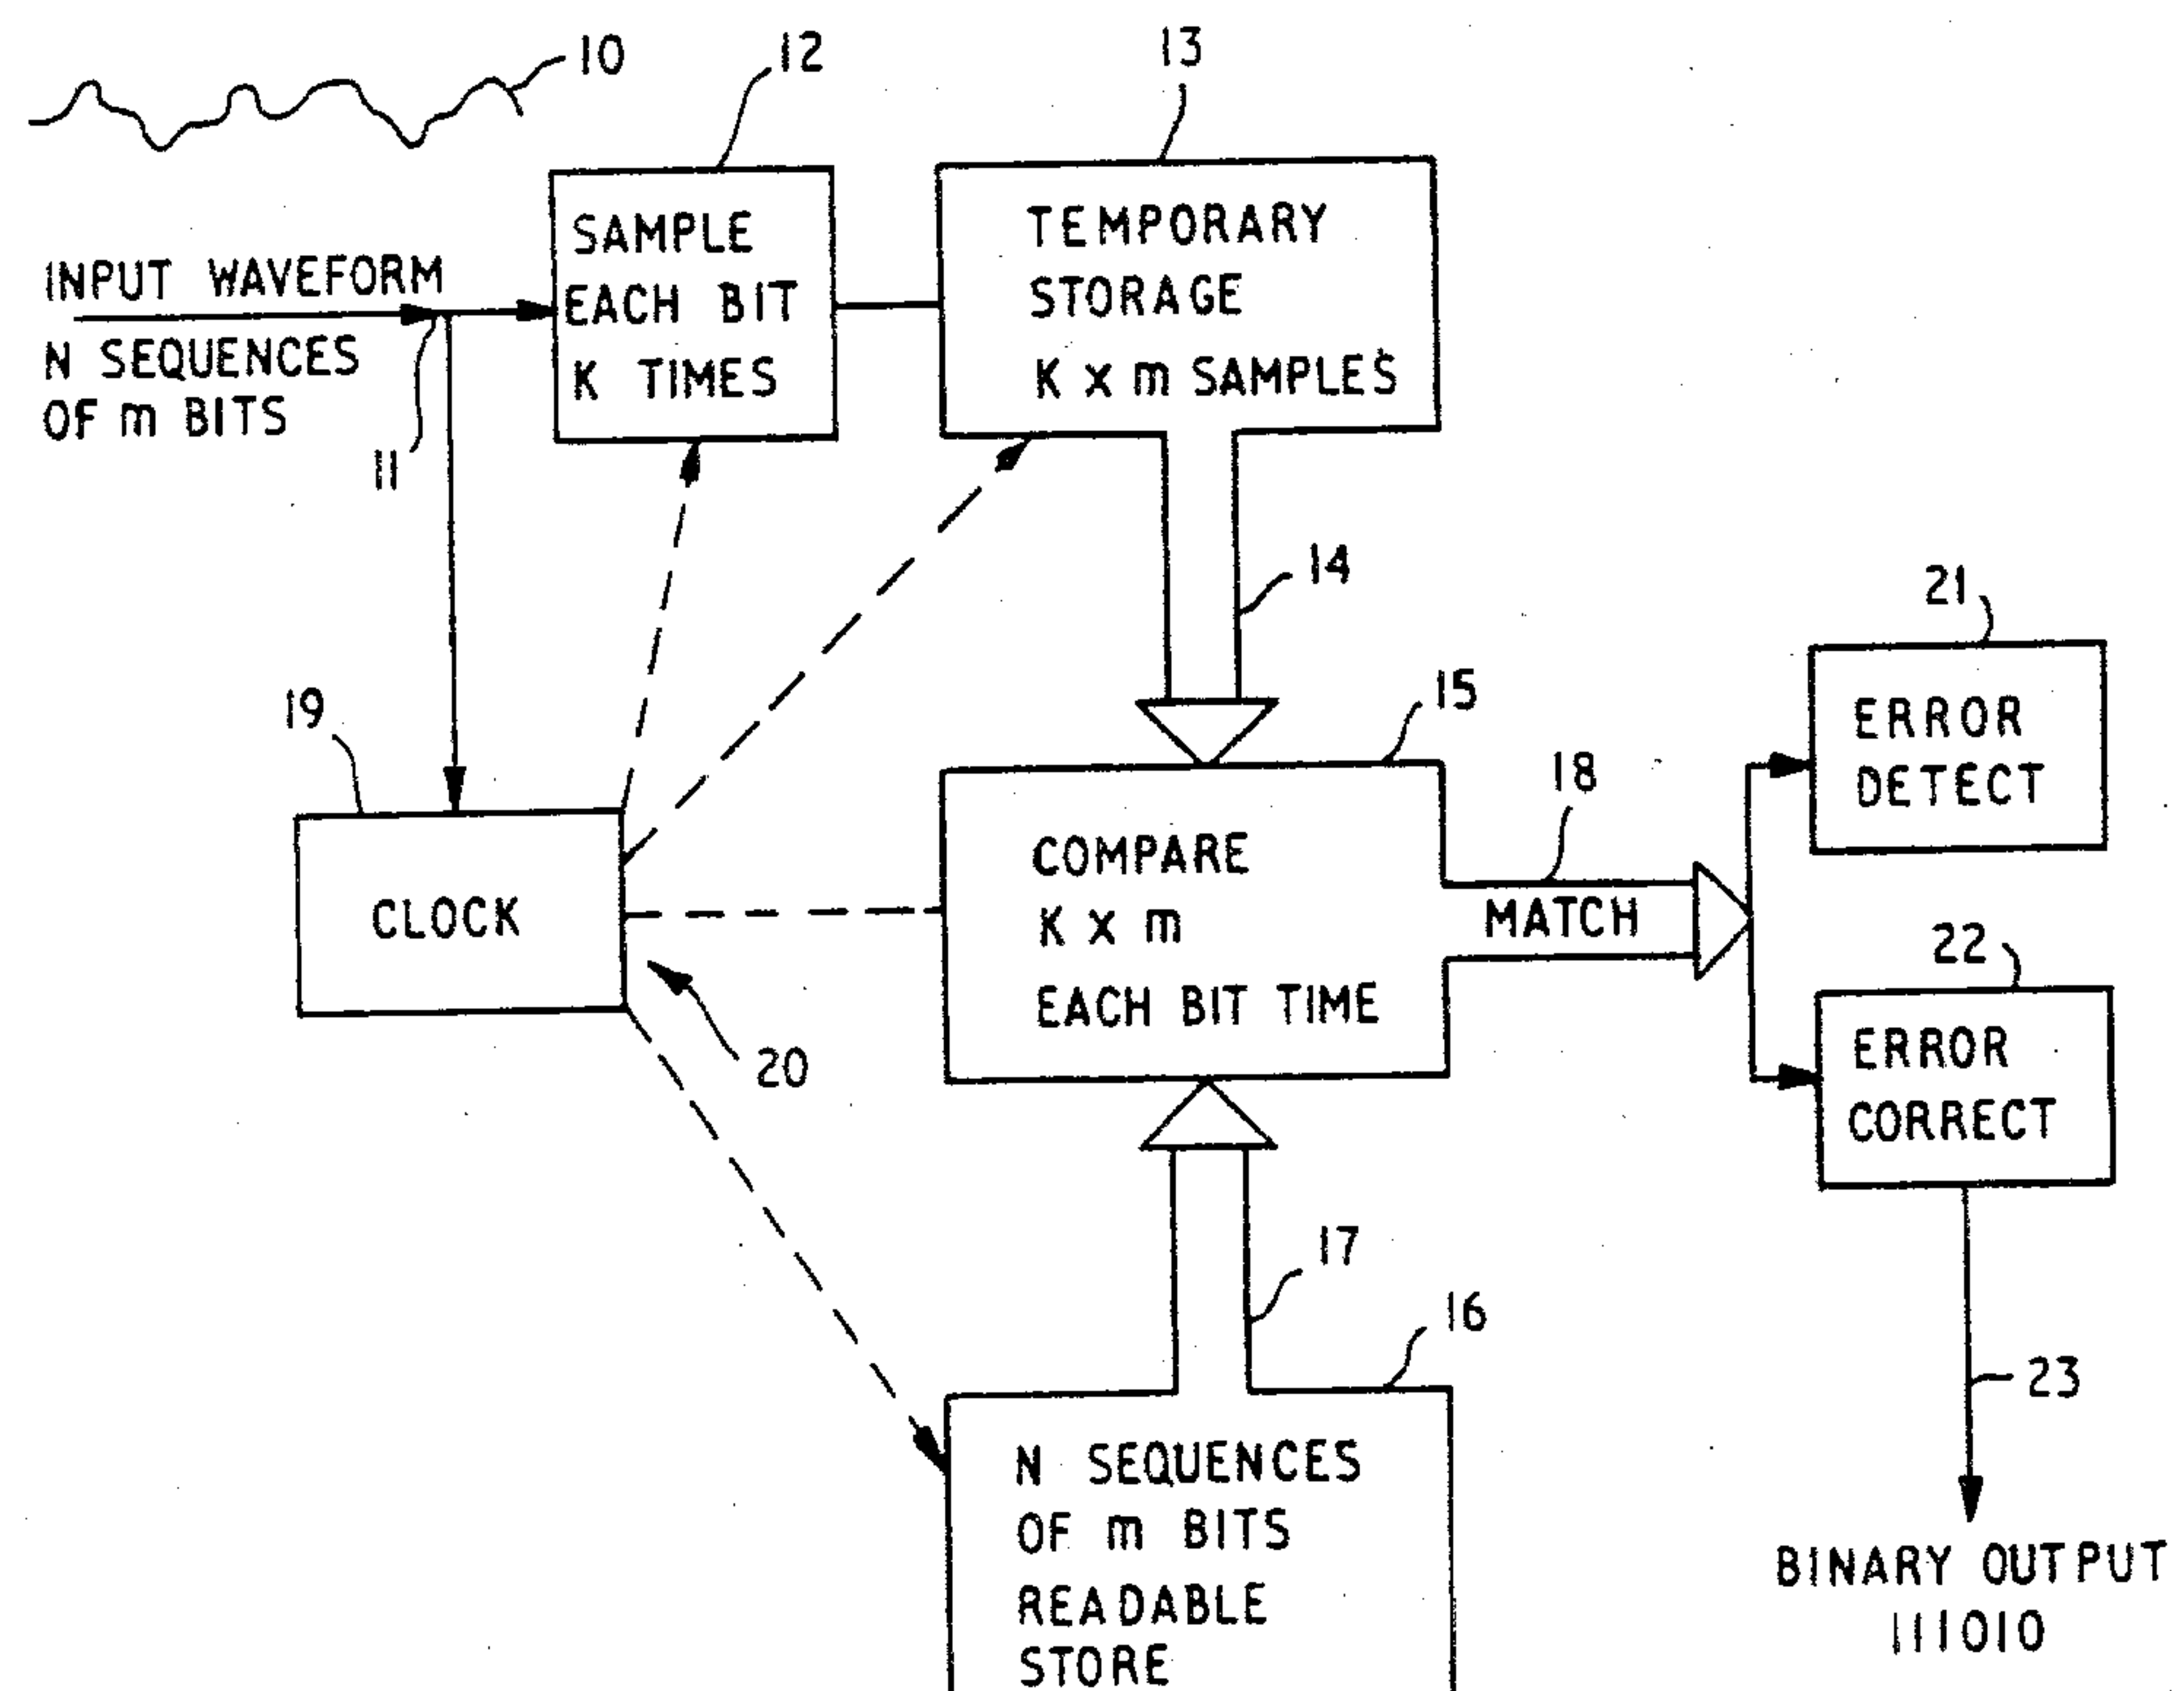 10
12
13
INPUT WAVEFORM
N SEQUENCES
OF m BITS
11
SAMPLE
EACH BIT
K TIMES
TEMPORARY
STORAGE
K x m SAMPLES
14
15
18
19
CLOCK
20
COMPARE
K x m
EACH BIT TIME
MATCH
21
ERROR
DETECT
22
ERROR
CORRECT
17
16
23
N SEQUENCES
OF m BITS
READABLE
STORE
BINARY OUTPUT
111010